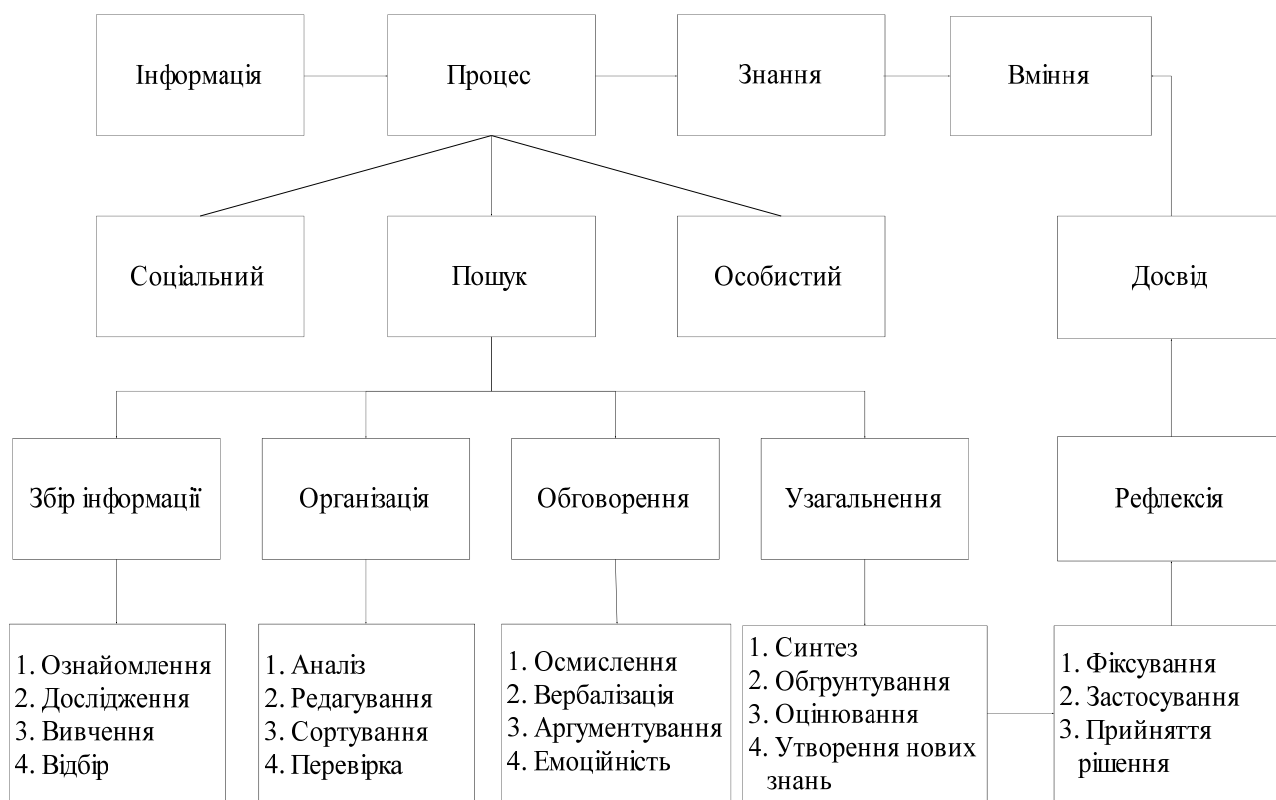 Інформація
Процес
Знання
Вміння
Соціальний
Пошук
Особистий
Досвід
Збір інформації
Організація
Обговорення
Узагальнення
Рефлексія
1. Ознайомлення
2. Дослідження
3. Вивчення
4. Відбір
1. Аналіз
2. Редагування
3. Сортування
4. Перевірка
1. Осмислення
2. Вербалізація
3. Аргументування
4. Емоційність
1. Синтез
2. Обгрунтування
3. Оцінювання
4. Утворення нових
знань
1. Фіксування
2. Застосування
3. Прийняття
рішення